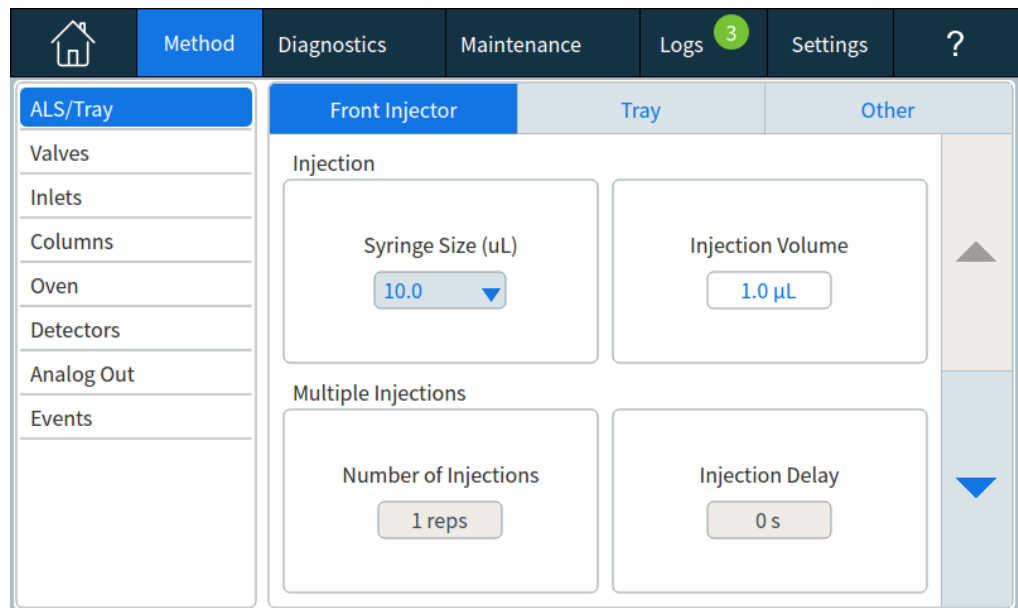 Method
Diagnostics
Maintenance
Logs
3
Settings
?
ALS/Tray
Valves
Inlets
Columns
Oven
Detectors
Analog Out
Events
Front Injector
Tray
Other
Injection
Syringe Size (uL)
10.0
Injection Volume
1.0 µL
Multiple Injections
Number of Injections
1 reps
Injection Delay
0 s